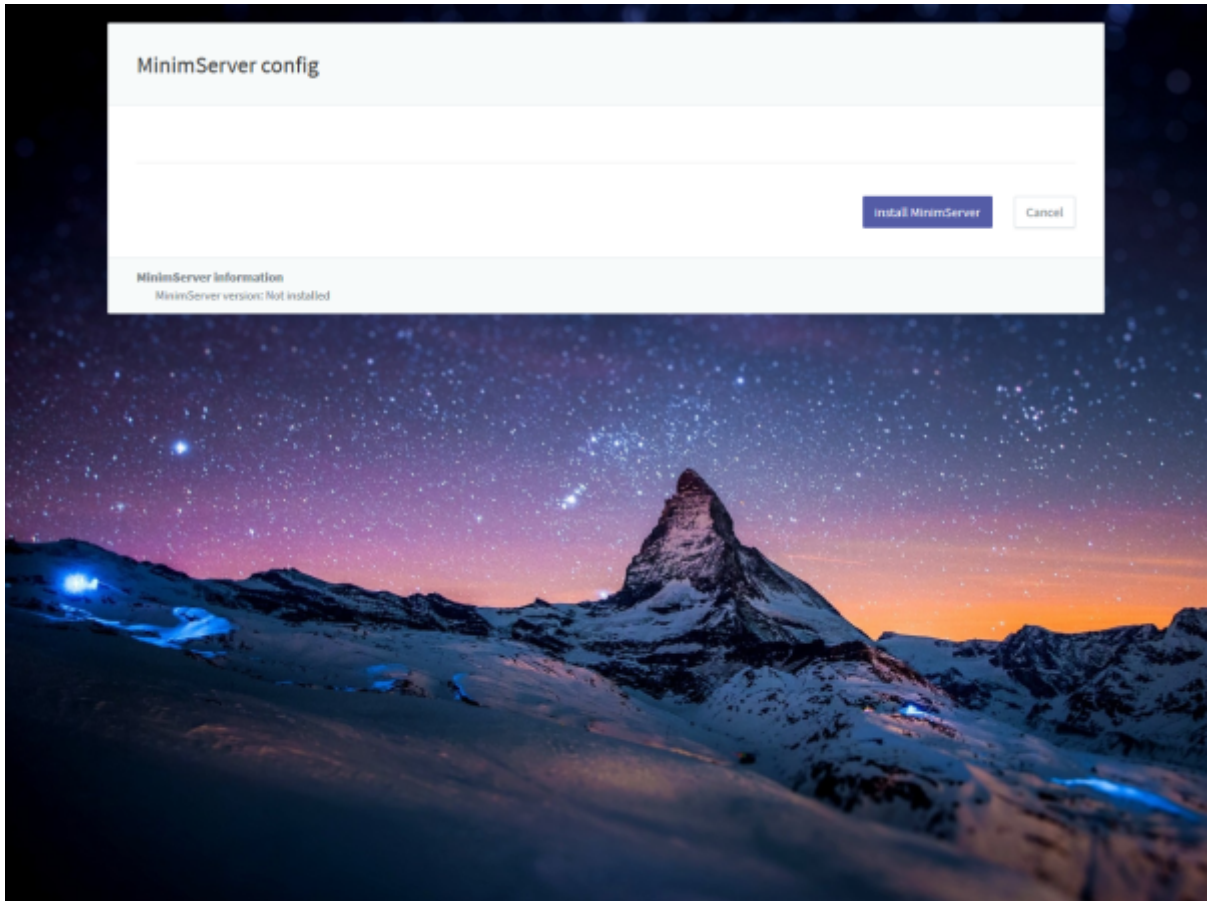 MinimServer config
Install MinimServer
Cancel
MinimServer information
MinimServer version: Not installed